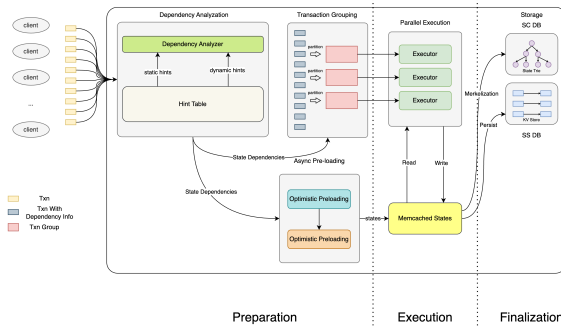 Dependency Analyzation
Transaction Grouping
Parallel Execution
Storage
SC DB
client
client
client
...
client
Dependency Analyzer
static hints
dynamic hints
Hint Table
partition
partition
partition
Executor
Executor
Executor
State Trie
Merkelization
KV Store
SS DB
Persist
State Dependencies
Async Pre-loading
Read
Write
State Dependencies
Optimistic Preloading
Optimistic Preloading
states
Memcached States
Txn
Txn With
Dependency Info
Txn Group
Preparation
Execution
Finalization